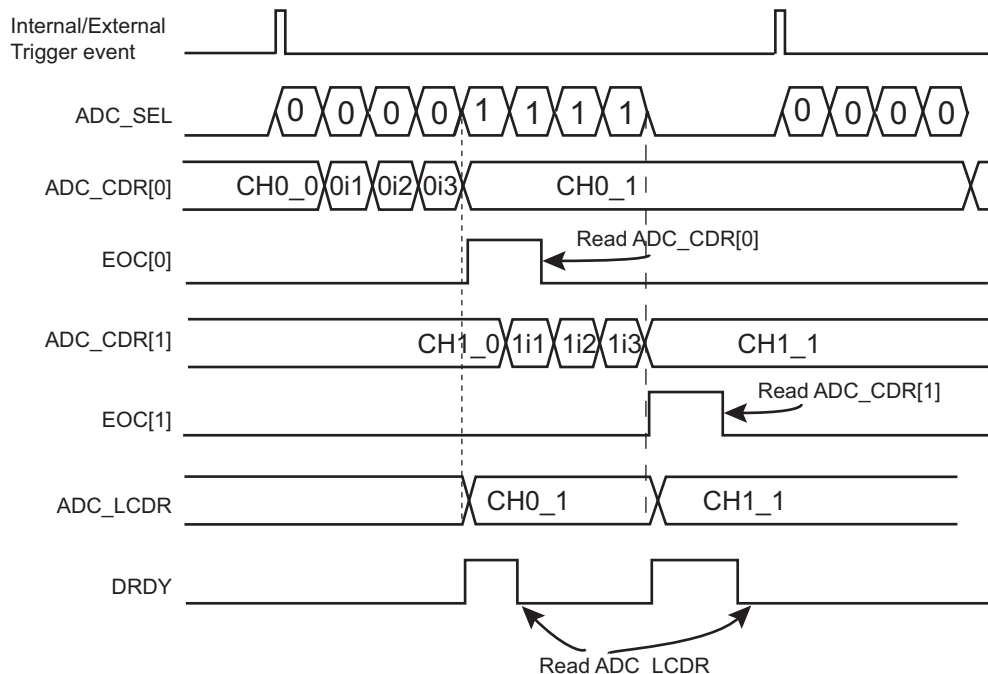 Internal/External
Trigger event
ADC_SEL 0 0 0 0 1 1 1 1 0 0 0 0
ADC_CDR[0] CH0_0 0i1 0i2 0i3 CH0_1
EOC[0] Read ADC_CDR[0]
ADC_CDR[1] CH1_0 1i1 1i2 1i3 CH1_1
EOC[1] Read ADC_CDR[1]
ADC_LCDR CH0_1 CH1_1
DRDY
Read ADC_LCDR